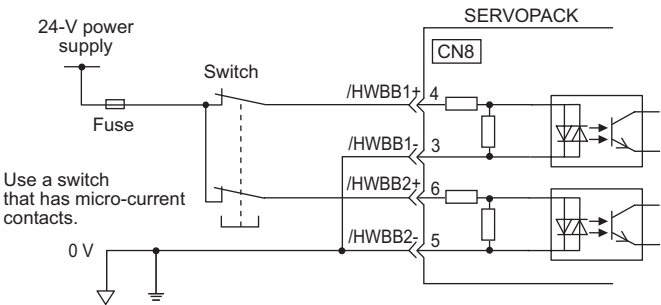 SERVOPACK
24-V power
supply
CN8
Switch
/HWBB1+ 4
Fuse
/HWBB1- 3
Use a switch
that has micro-current
contacts.
/HWBB2+ 6
0 V
/HWBB2- 5